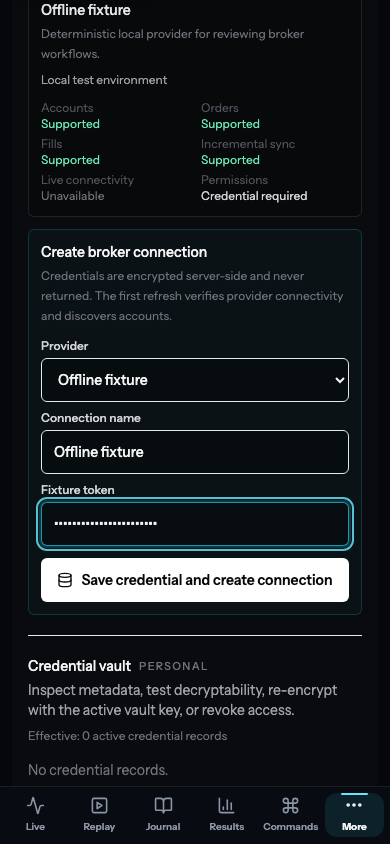 Offline fixture
Deterministic local provider for reviewing broker
workflows.
Local test environment
Accounts
Supported
Orders
Supported
Fills
Supported
Incremental sync
Supported
Live connectivity
Unavailable
Permissions
Credential required
Create broker connection
Credentials are encrypted server-side and never
returned. The first refresh verifies provider connectivity
and discovers accounts.
Provider
Offline fixture
Connection name
Offline fixture
Fixture token
Save credential and create connection
Credential vault PERSONAL
Inspect metadata, test decryptability, re-encrypt
with the active vault key, or revoke access.
Effective: 0 active credential records
No credential records.
Live
Replay
Journal
Results
Commands
More